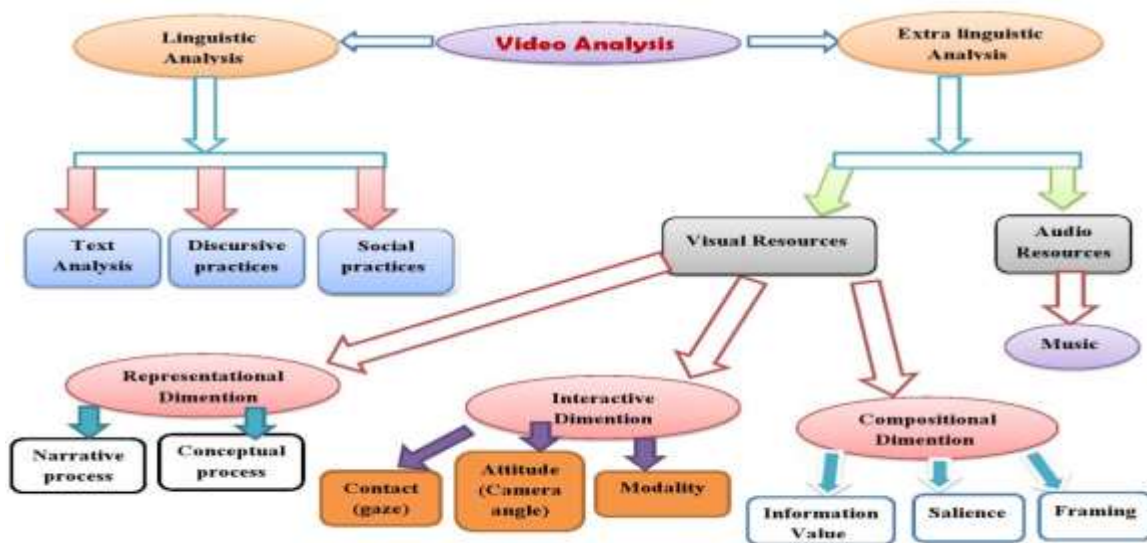 Video Analysis
Linguistic
Analysis
Extra linguistic
Analysis
Text
Analysis
Discursive
practices
Social
practices
Visual Resources
Audio
Resources
Music
Representational
Dimention
Interactive
Dimention
Compositional
Dimention
Narrative
process
Conceptual
process
Contact
(gaze)
Attitude
(Camera
angle)
Modality
Information
Value
Salience
Framing